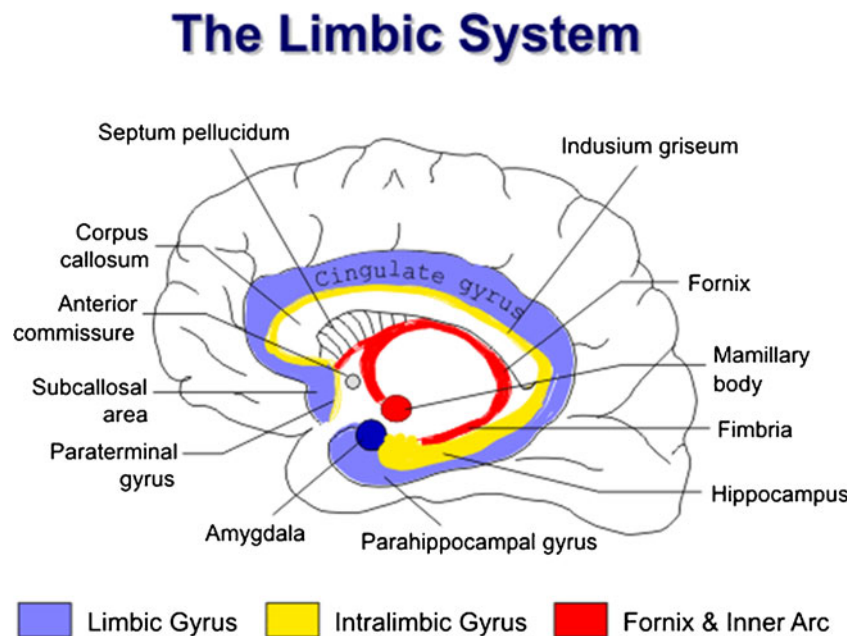 The Limbic System
Septum pellucidum
Indusium griseum
Corpus
callosum
Cingulate gyrus
Fornix
Anterior
commissure
Mamillary
body
Subcallosal
area
Fimbria
Paraterminal
gyrus
Hippocampus
Amygdala
Parahippocampal gyrus
Limbic Gyrus
Intralimbic Gyrus
Fornix & Inner Arc